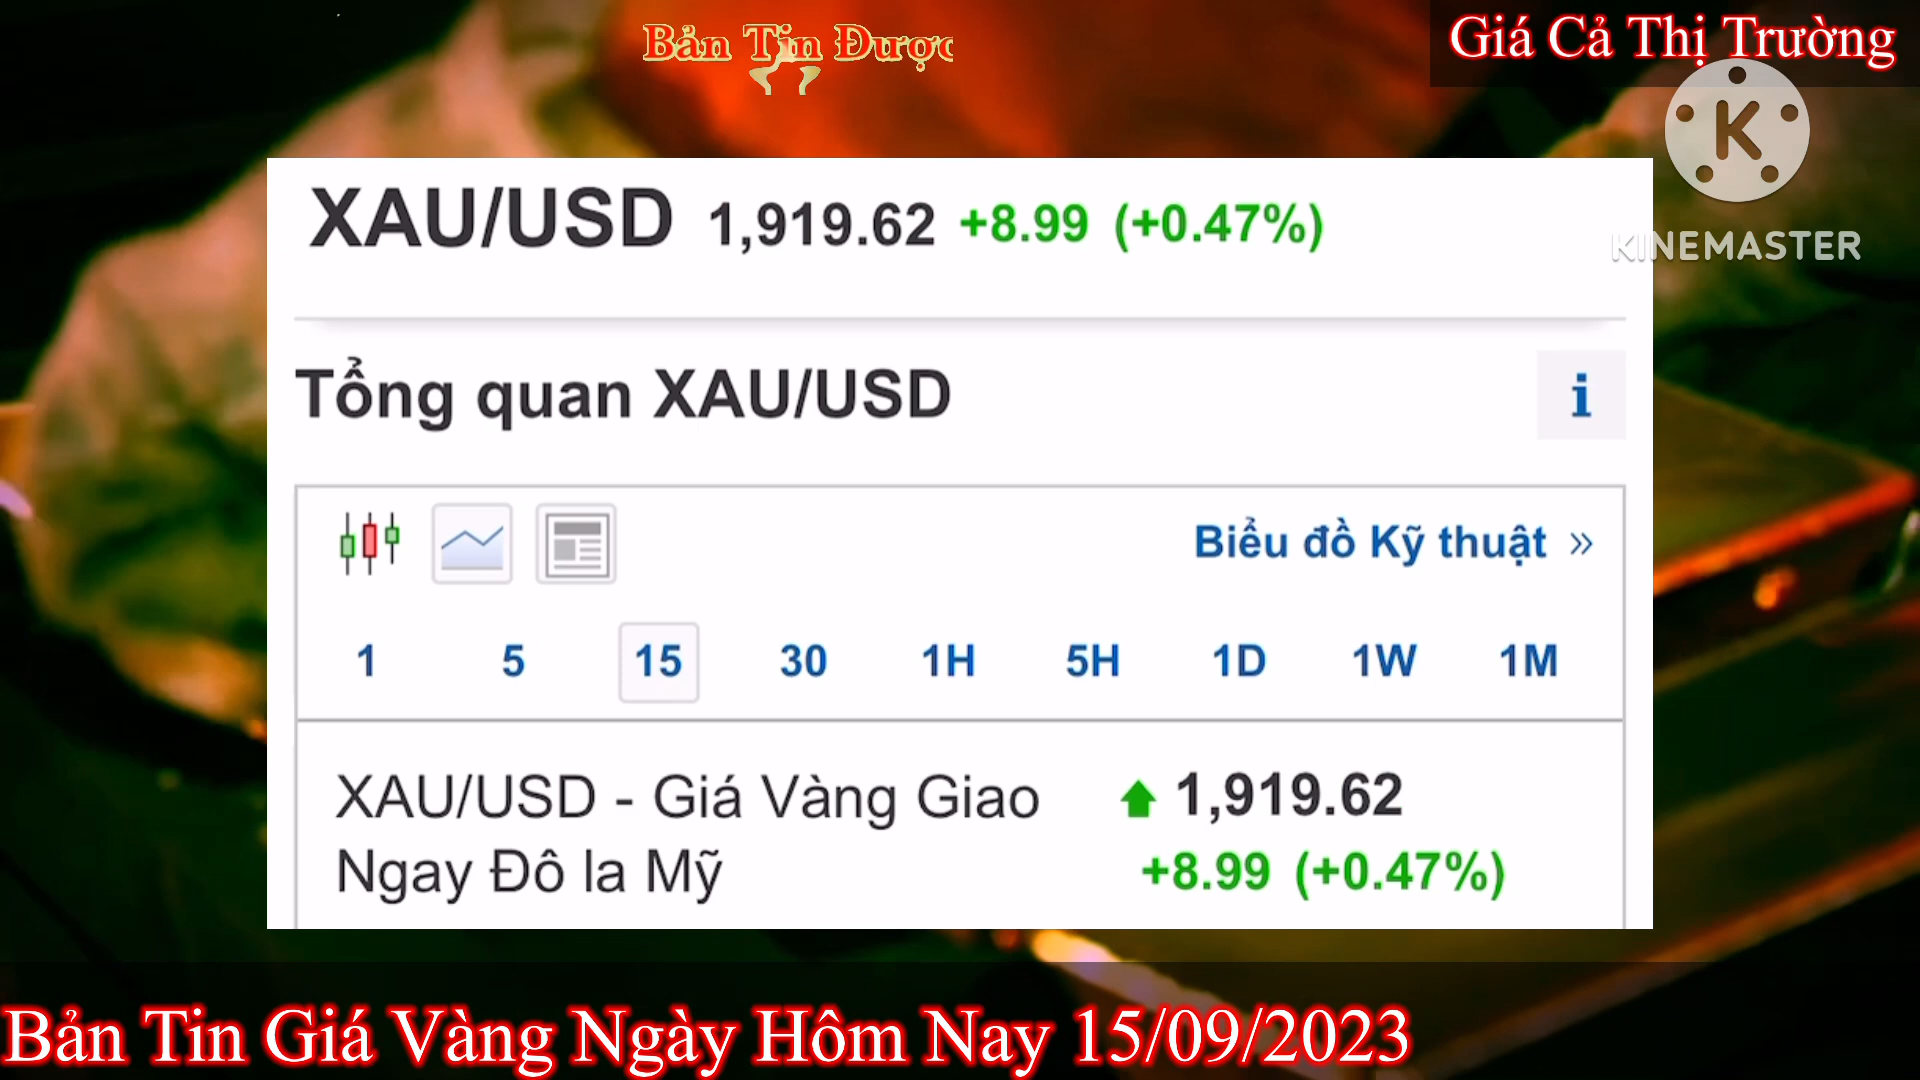 Bản Tin Được
Giá Cả Thị Trường
K
KINEMASTER
XAU/USD 1,919.62 +8.99 (+0.47%)
Tổng quan XAU/USD
i
Biểu đồ Kỹ thuật »
1 5 15 30 1H 5H 1D 1W 1M
XAU/USD - Giá Vàng Giao 1,919.62
Ngay Đô la Mỹ +8.99 (+0.47%)
Bản Tin Giá Vàng Ngày Hôm Nay 15/09/2023